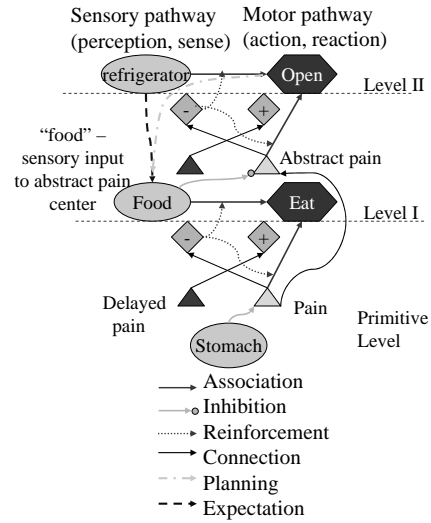 Sensory pathway
(perception, sense)
Motor pathway
(action, reaction)
refrigerator
Open
Level II
-
+
“food” –
sensory input
to abstract pain
center
Abstract pain
Food
Eat
Level I
-
+
Delayed
pain
Pain
Primitive
Level
Stomach
Association
Inhibition
Reinforcement
Connection
Planning
Expectation